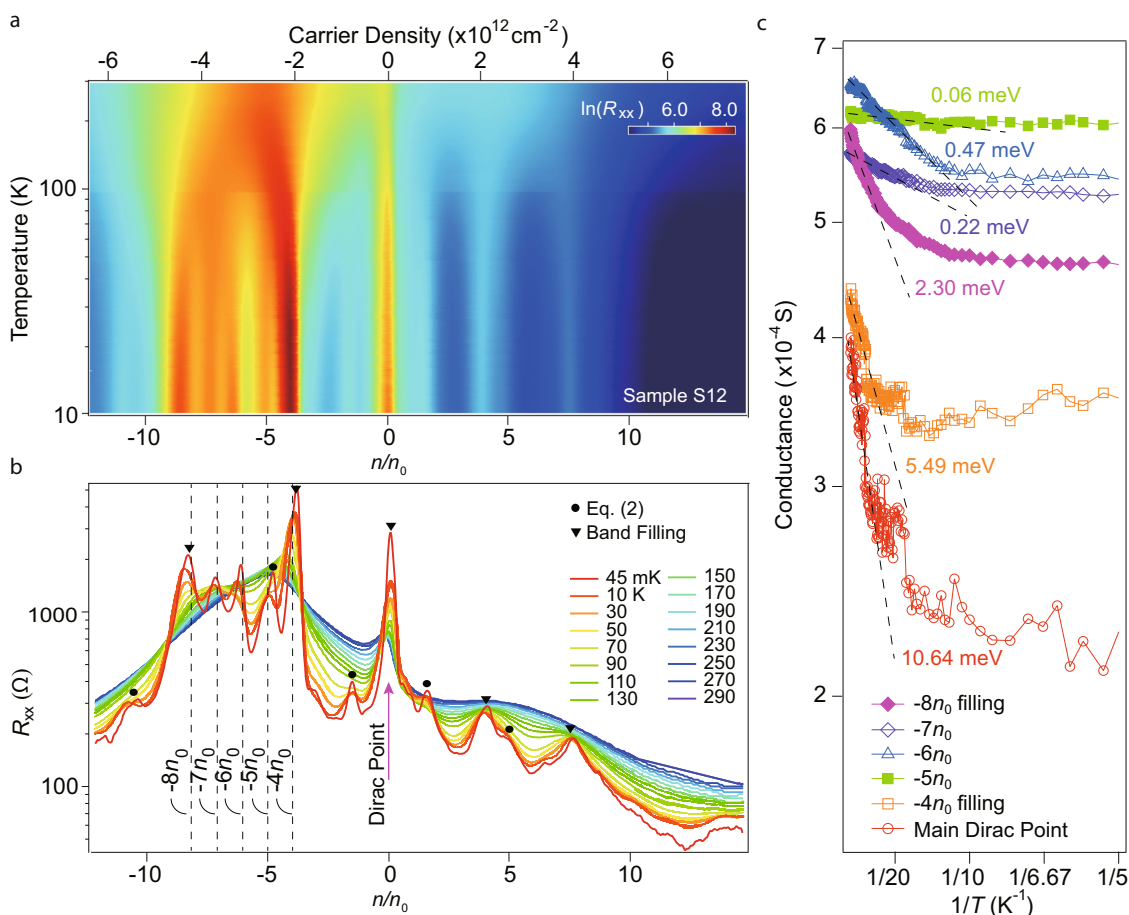 a
Carrier Density (x10¹²cm⁻²)
-6 -4 -2 0 2 4 6
Temperature (K)
100
10
ln(Rxx) 6.0 8.0
Sample S12
-10 -5 0 5 10
n/n₀
b
Rxx (Ω)
1000
100
Eq. (2)
Band Filling
45 mK 150
10 K 170
30 190
50 210
70 230
90 250
110 270
130 290
-8n₀
-7n₀
-6n₀
-5n₀
-4n₀
Dirac Point
-10 -5 0 5 10
n/n₀
c
Conductance (x10⁻⁴ S)
7
6
5
4
3
2
0.06 meV
0.47 meV
0.22 meV
2.30 meV
5.49 meV
10.64 meV
-8n₀ filling
-7n₀
-6n₀
-5n₀
-4n₀ filling
Main Dirac Point
1/20 1/10 1/6.67 1/5
1/T (K⁻¹)